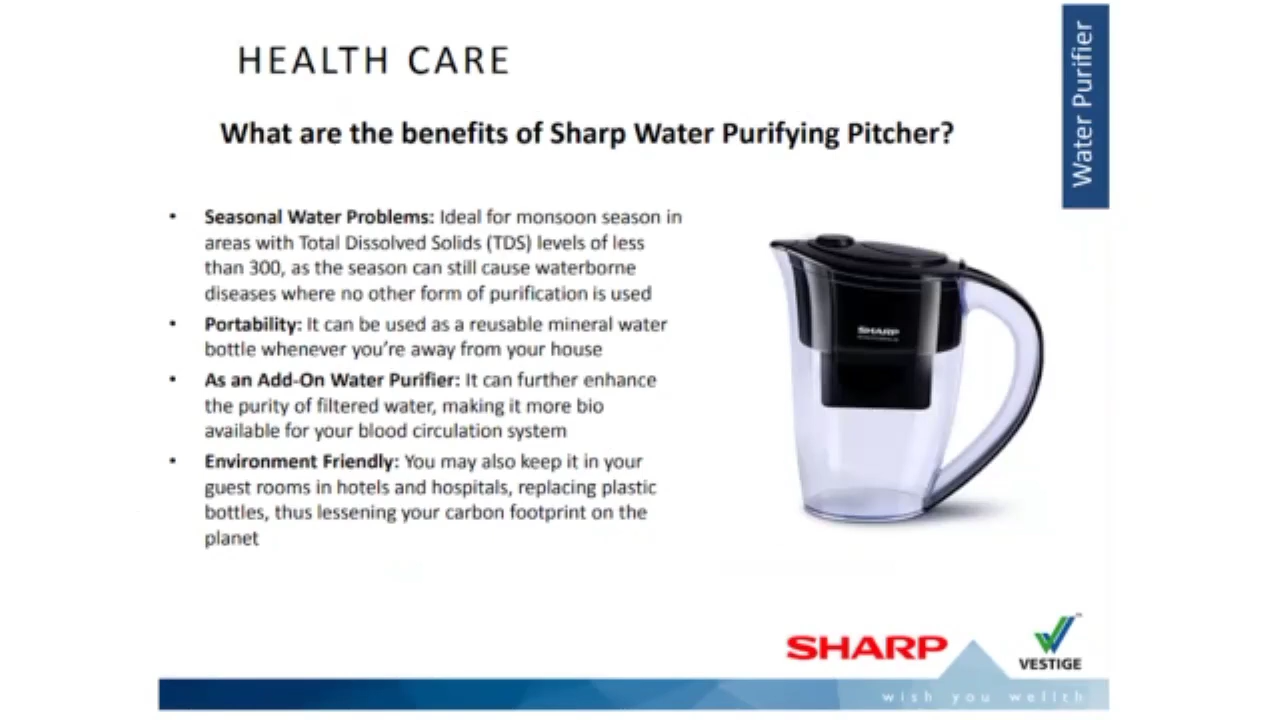 HEALTH CARE
Water Purifier
What are the benefits of Sharp Water Purifying Pitcher?
• Seasonal Water Problems: Ideal for monsoon season in
areas with Total Dissolved Solids (TDS) levels of less
than 300, as the season can still cause waterborne
diseases where no other form of purification is used
• Portability: It can be used as a reusable mineral water
bottle whenever you're away from your house
• As an Add-On Water Purifier: It can further enhance
the purity of filtered water, making it more bio
available for your blood circulation system
• Environment Friendly: You may also keep it in your
guest rooms in hotels and hospitals, replacing plastic
bottles, thus lessening your carbon footprint on the
planet
SHARP
SHARP
VESTIGE
wish you wellth